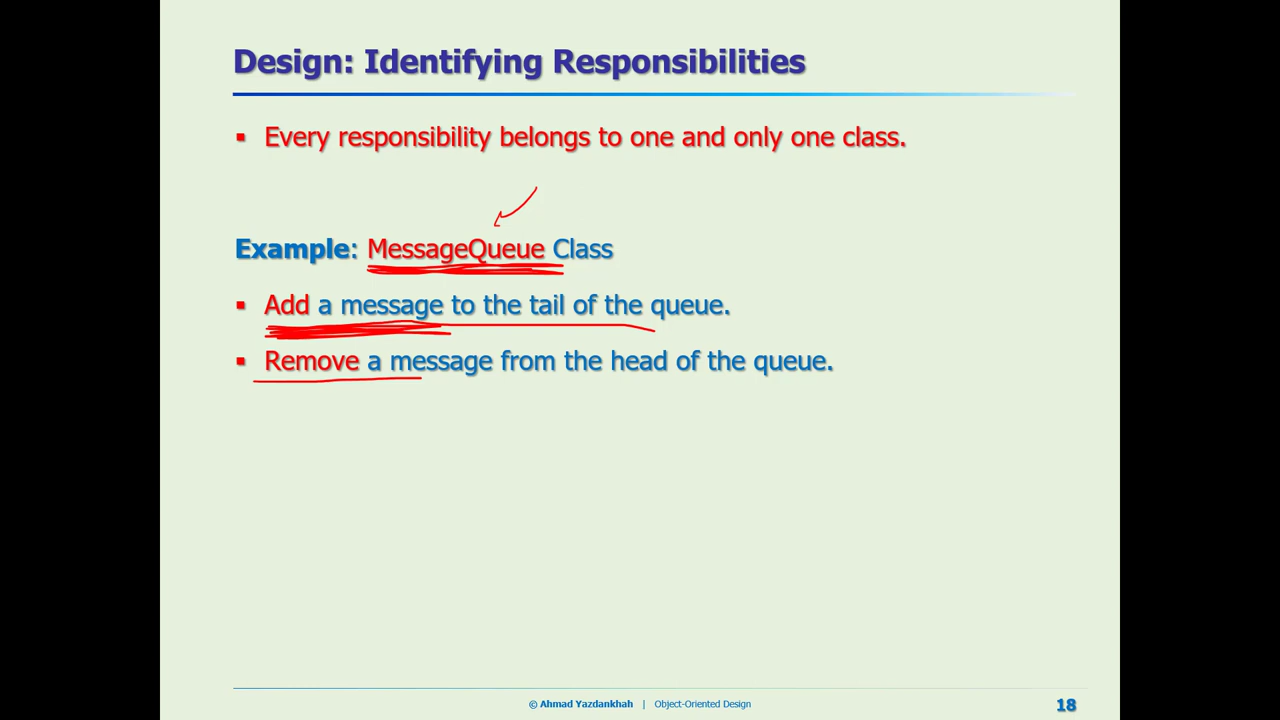 Design: Identifying Responsibilities
▪ Every responsibility belongs to one and only one class.
Example: MessageQueue Class
▪ Add a message to the tail of the queue.
▪ Remove a message from the head of the queue.
© Ahmad Yazdankhah | Object-Oriented Design
18